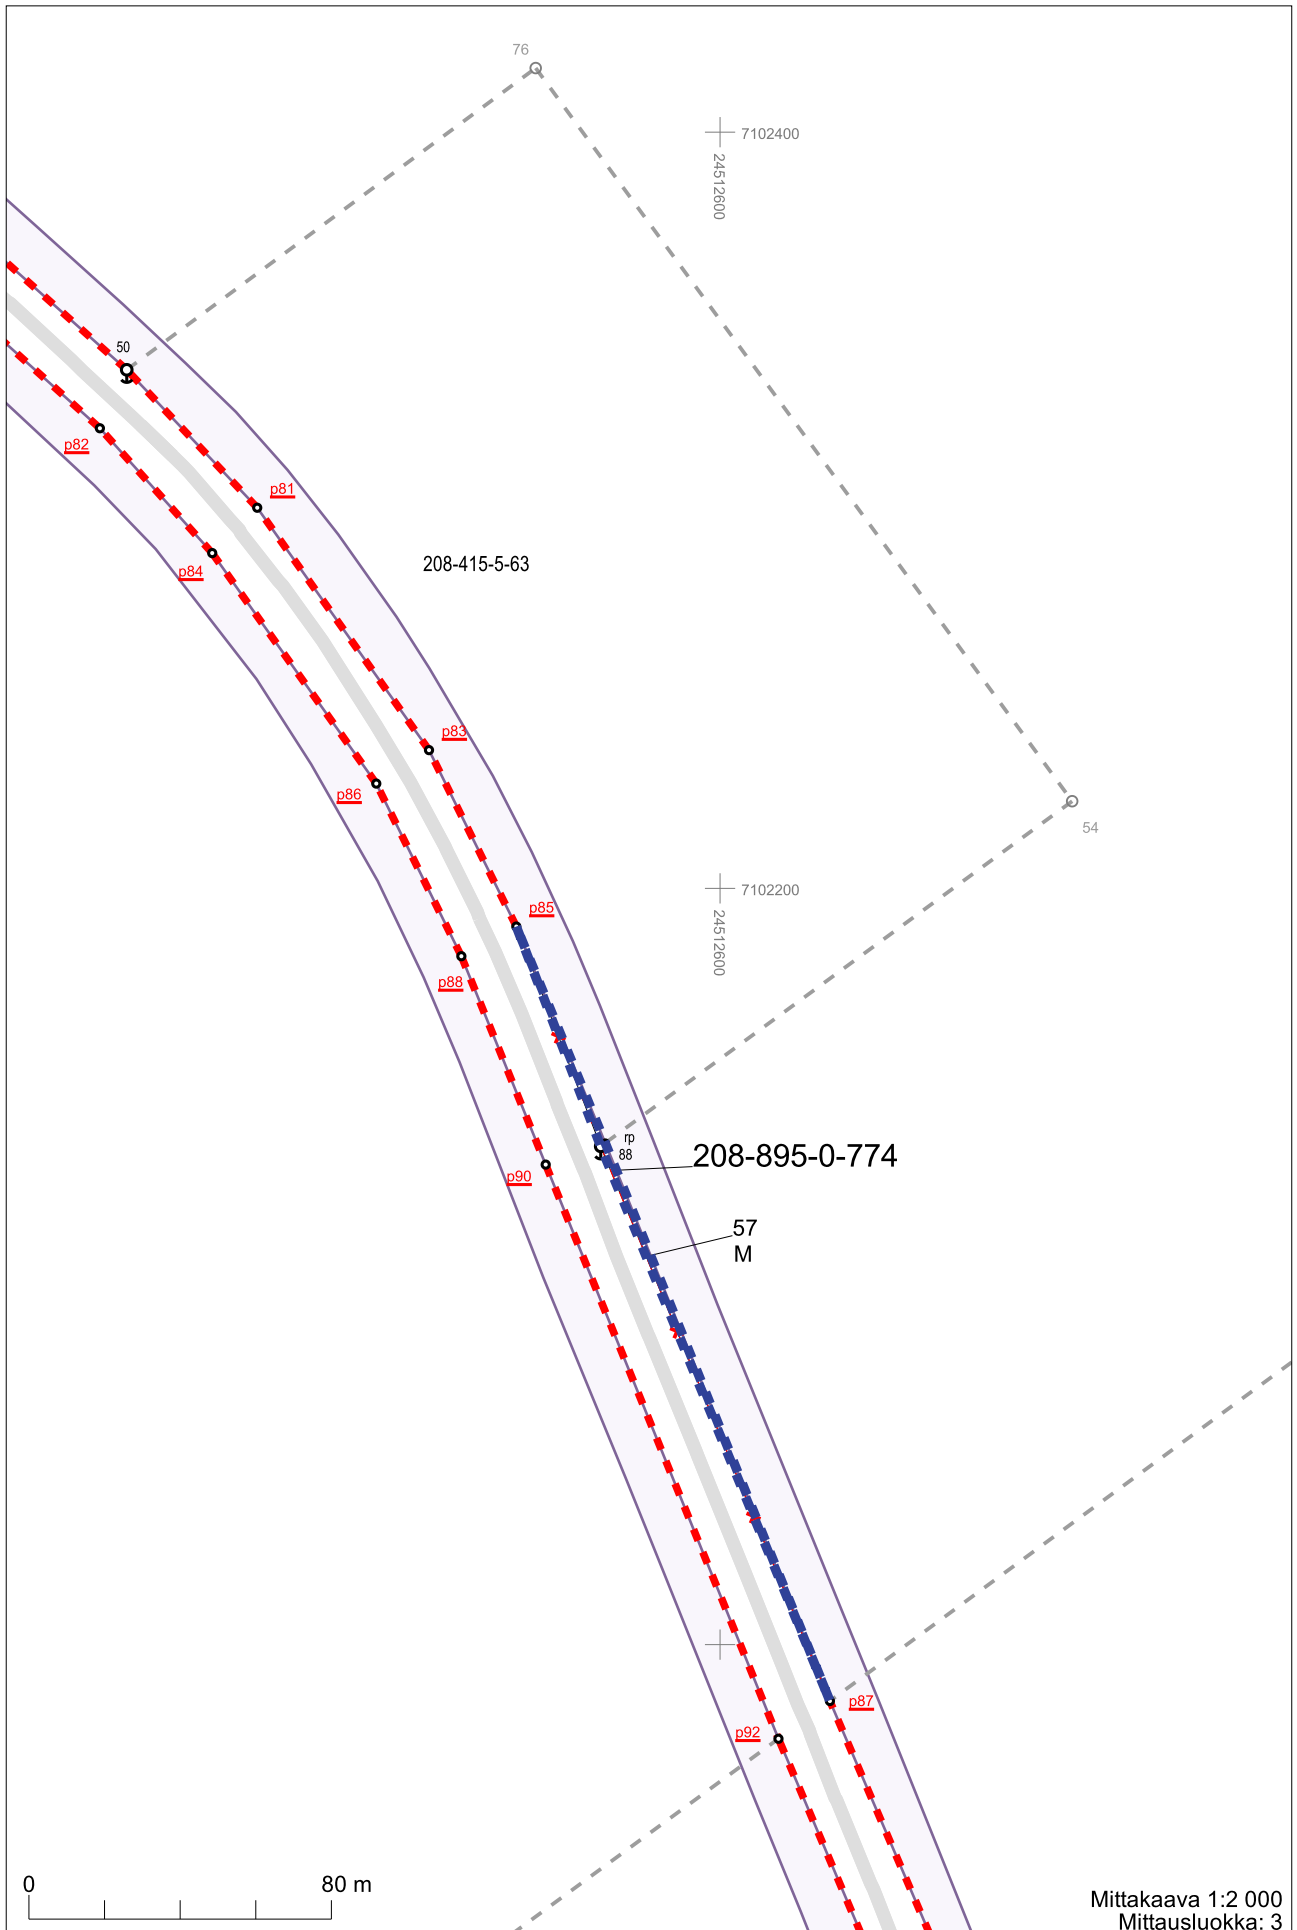 76
7102400
24512600
50
p82
p81
208-415-5-63
p84
p83
p86
54
7102200
24512600
p85
p88
rp
88
208-895-0-774
p90
57
M
p87
p92
0
80 m
Mittakaava 1:2 000
Mittausluokka: 3